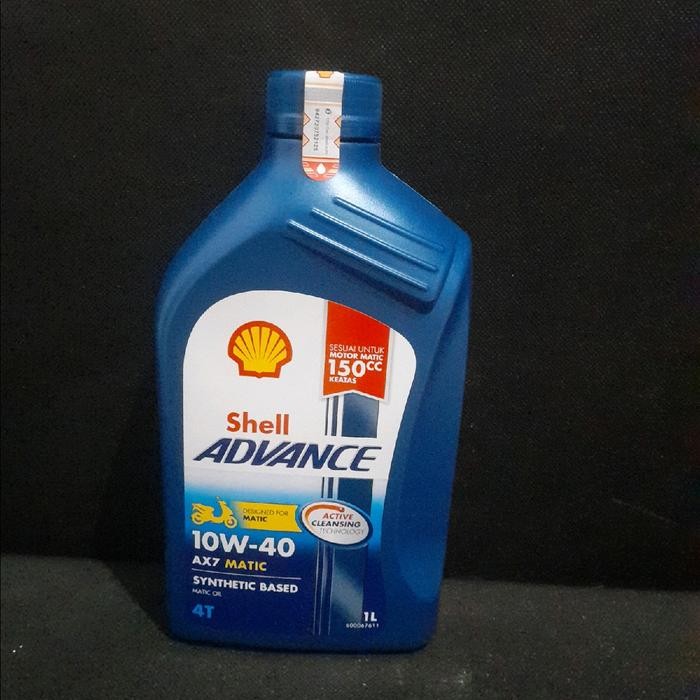 SESUAI UNTUK
MOTOR MATIC
150CC
KEATAS
Shell
ADVANCE
DESIGNED FOR
MATIC
ACTIVE
CLEANSING
TECHNOLOGY
10W-40
AX7 MATIC
SYNTHETIC BASED
MATIC OIL
4T
1L